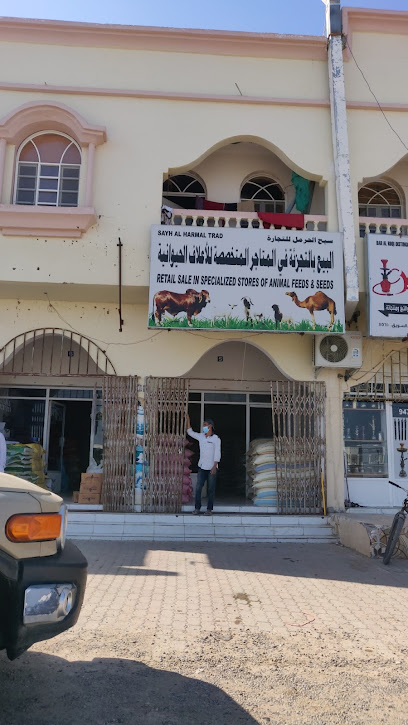 SAYH AL HARMAL TRAD
سيح الحرمل للتجارة
البيع بالتجزئة في المتاجر المتخصصة للأعلاف الحيوانية
RETAIL SALE IN SPECIALIZED STORES OF ANIMAL FEEDS & SEEDS